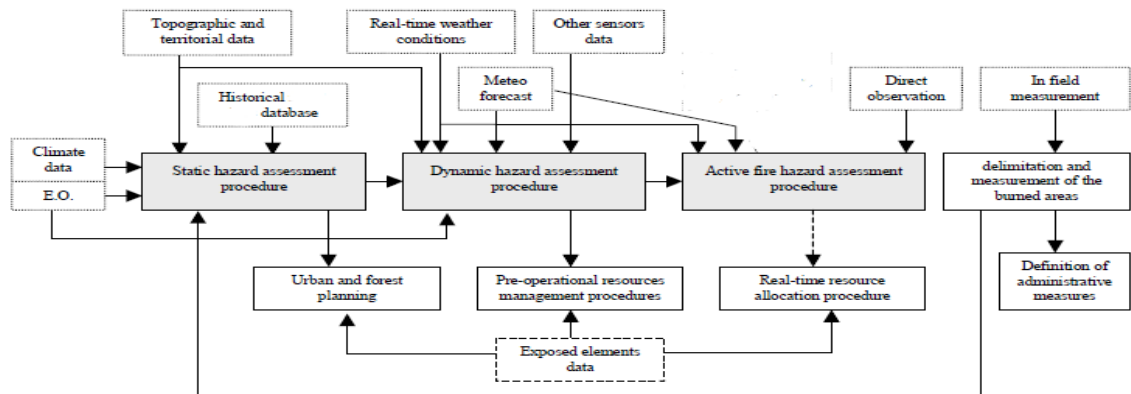 Topographic and
territorial data
Real-time weather
conditions
Other sensors
data
Historical
database
Meteo
forecast
Direct
observation
In field
measurement
Climate
data
E.O.
Static hazard assessment
procedure
Dynamic hazard assessment
procedure
Active fire hazard assessment
procedure
delimitation and
measurement of the
burned areas
Urban and forest
planning
Pre-operational resources
management procedures
Real-time resource
allocation procedure
Definition of
administrative
measures
Exposed elements
data